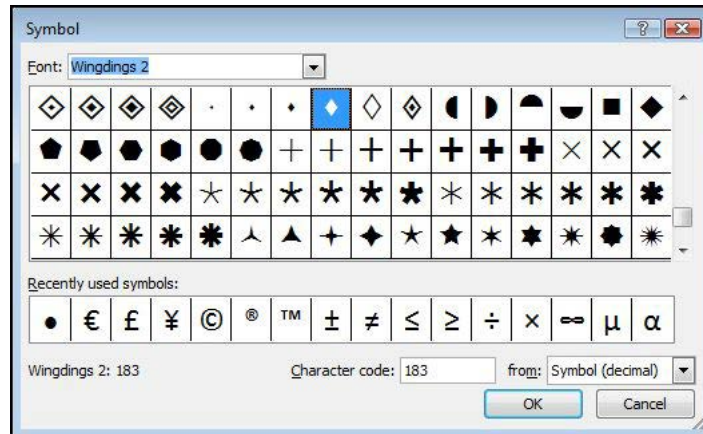 Symbol
Font: Wingdings 2
Recently used symbols:
● € £ ¥ © ® ™ ± ≠ ≤ ≥ ÷ × ∞ µ α
Wingdings 2: 183 Character code: 183 from: Symbol (decimal)
OK Cancel